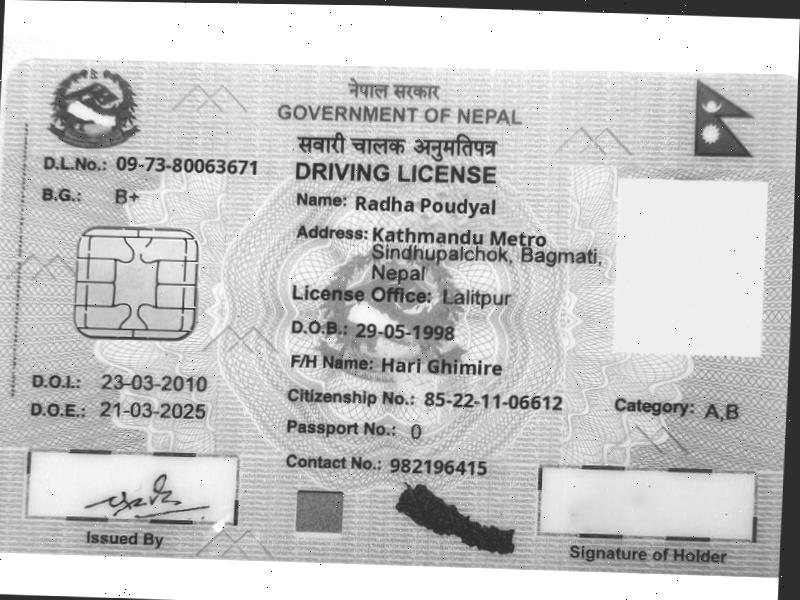 नेपाल सरकार
GOVERNMENT OF NEPAL
सवारी चालक अनुमतिपत्र
DRIVING LICENSE
D.L.No.: 09-73-80063671
B.G.: B+
Name: Radha Poudyal
Address: Kathmandu Metro
Sindhupalchok, Bagmati,
Nepal
License Office: Lalitpur
D.O.B.: 29-05-1998
F/H Name: Hari Ghimire
D.O.I.: 23-03-2010
D.O.E.: 21-03-2025
Citizenship No.: 85-22-11-06612
Category: A,B
Passport No.: 0
Contact No.: 982196415
Issued By
Signature of Holder